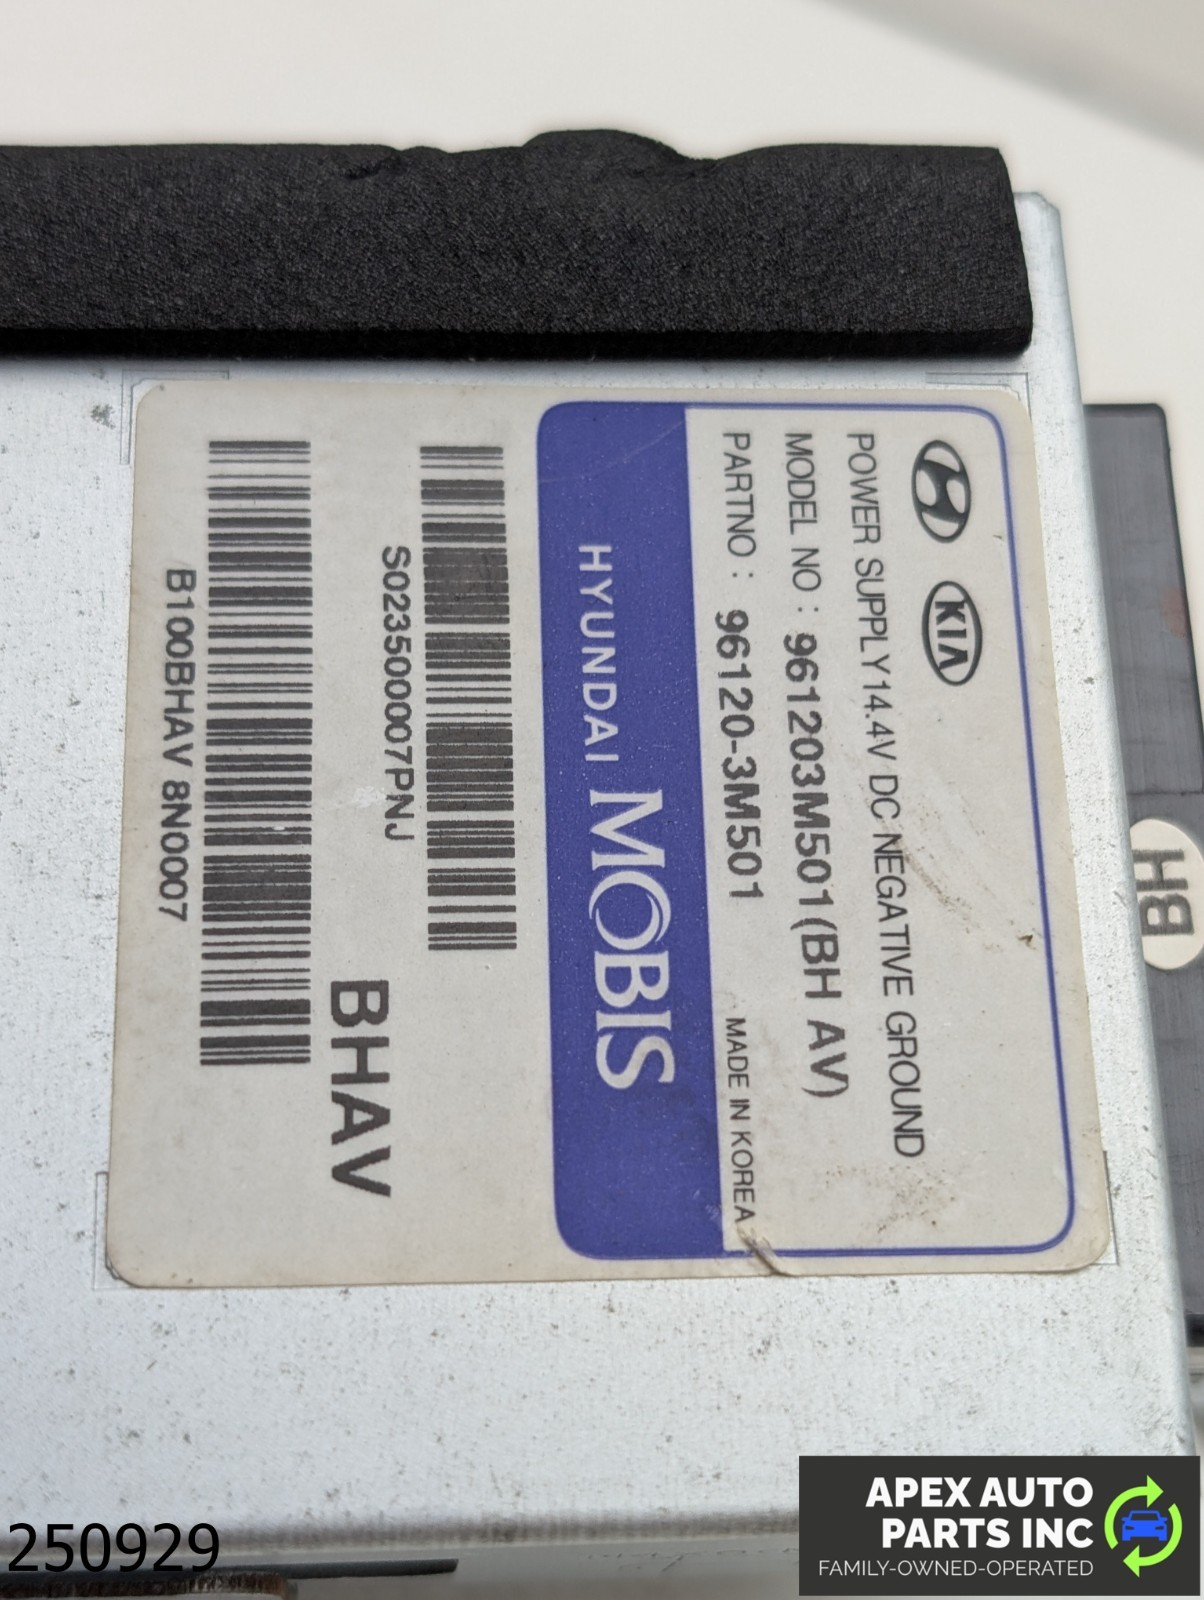 KIA
POWER SUPPLY14.4V DC NEGATIVE GROUND
MODEL NO : 961203M501(BH AV)
PARTNO : 96120-3M501 MADE IN KOREA
HYUNDAI MOBIS
S023500007PNJ
BHAV
B100BHAV 8N0007
BH
250929
APEX AUTO
PARTS INC
FAMILY-OWNED-OPERATED